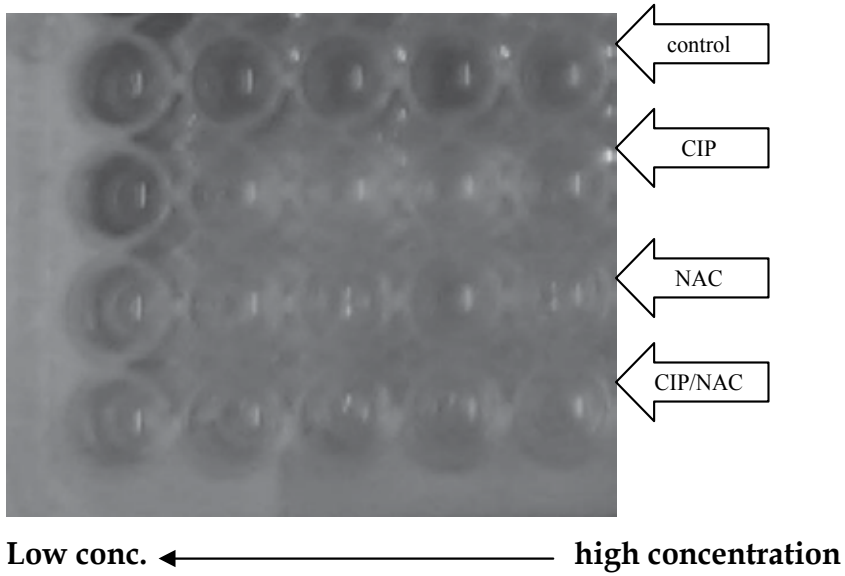 control
CIP
NAC
CIP/NAC
Low conc. high concentration